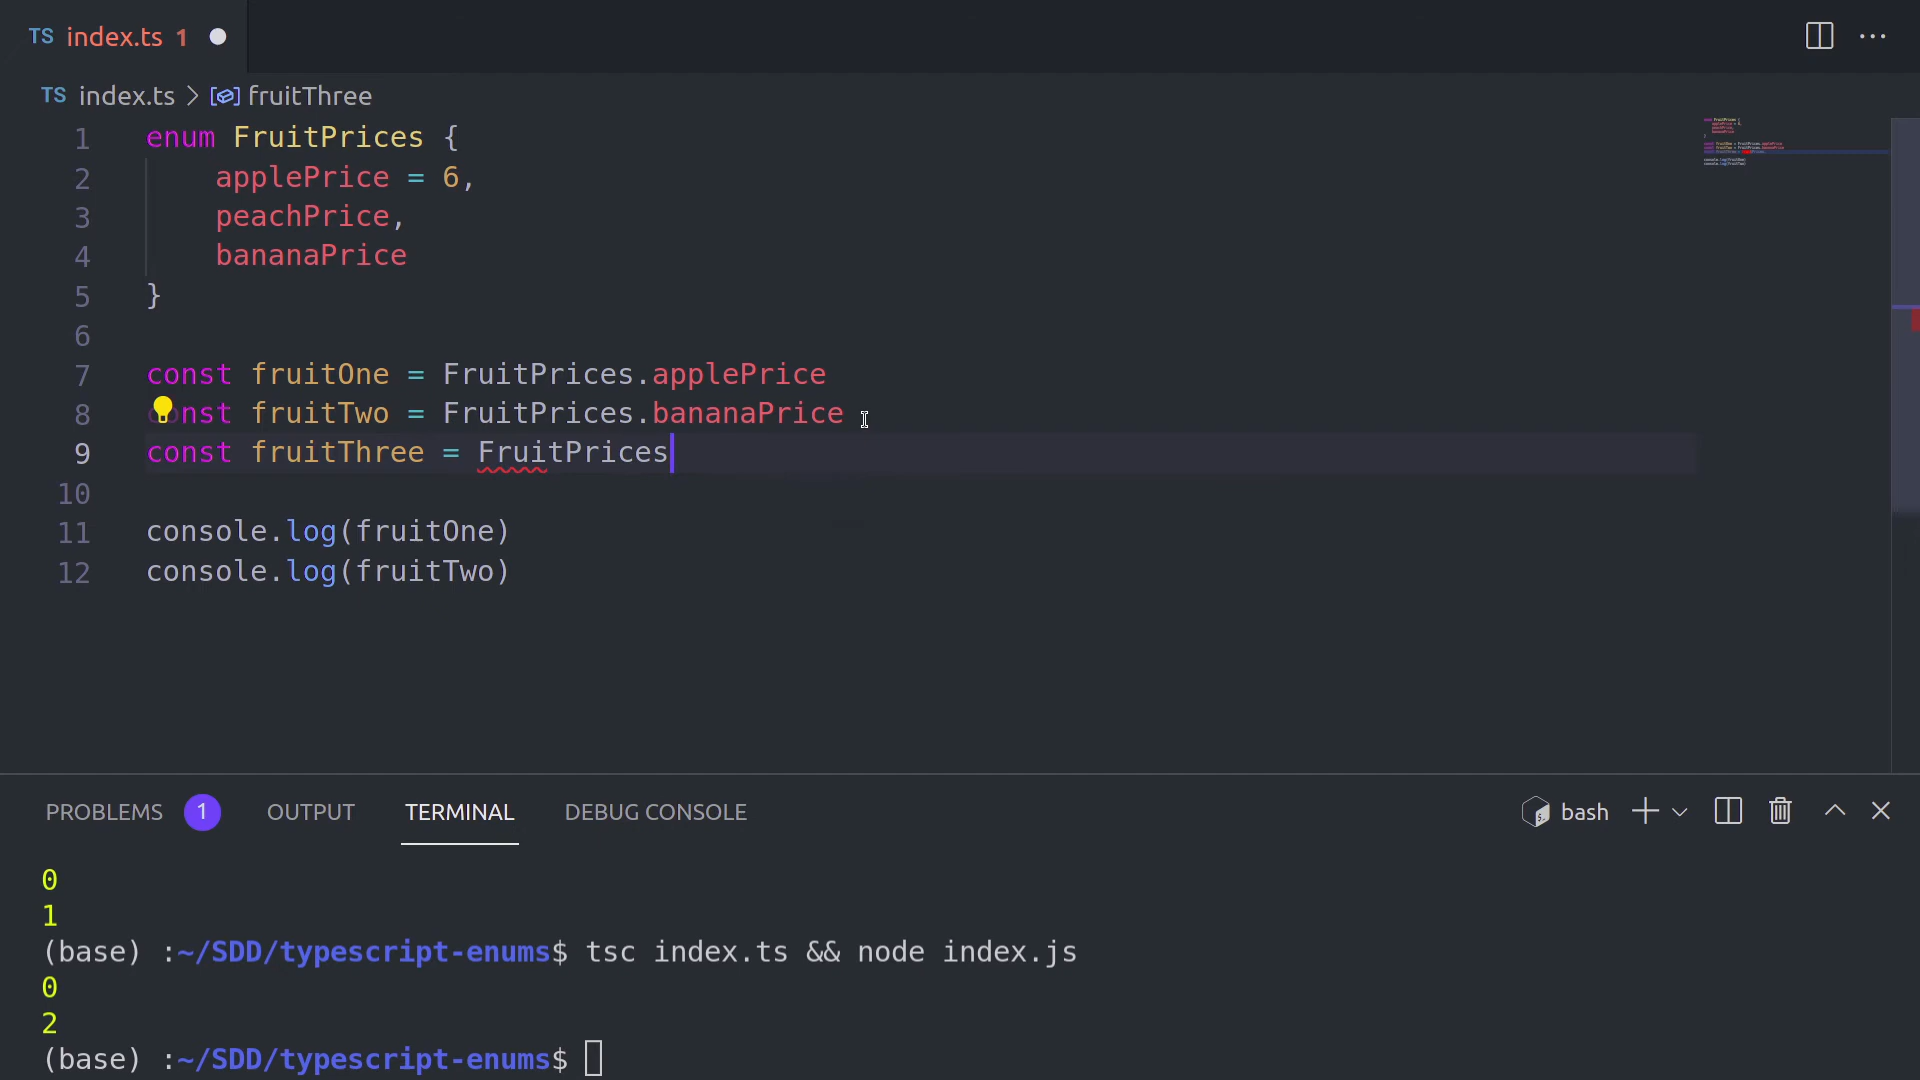 TS index.ts 1
TS index.ts > fruitThree
1 enum FruitPrices {
2 applePrice = 6,
3 peachPrice,
4 bananaPrice
5 }
6
7 const fruitOne = FruitPrices.applePrice
8 const fruitTwo = FruitPrices.bananaPrice
9 const fruitThree = FruitPrices
10
11 console.log(fruitOne)
12 console.log(fruitTwo)
PROBLEMS 1 OUTPUT TERMINAL DEBUG CONSOLE bash
0
1
(base) :~/SDD/typescript-enums$ tsc index.ts && node index.js
0
2
(base) :~/SDD/typescript-enums$